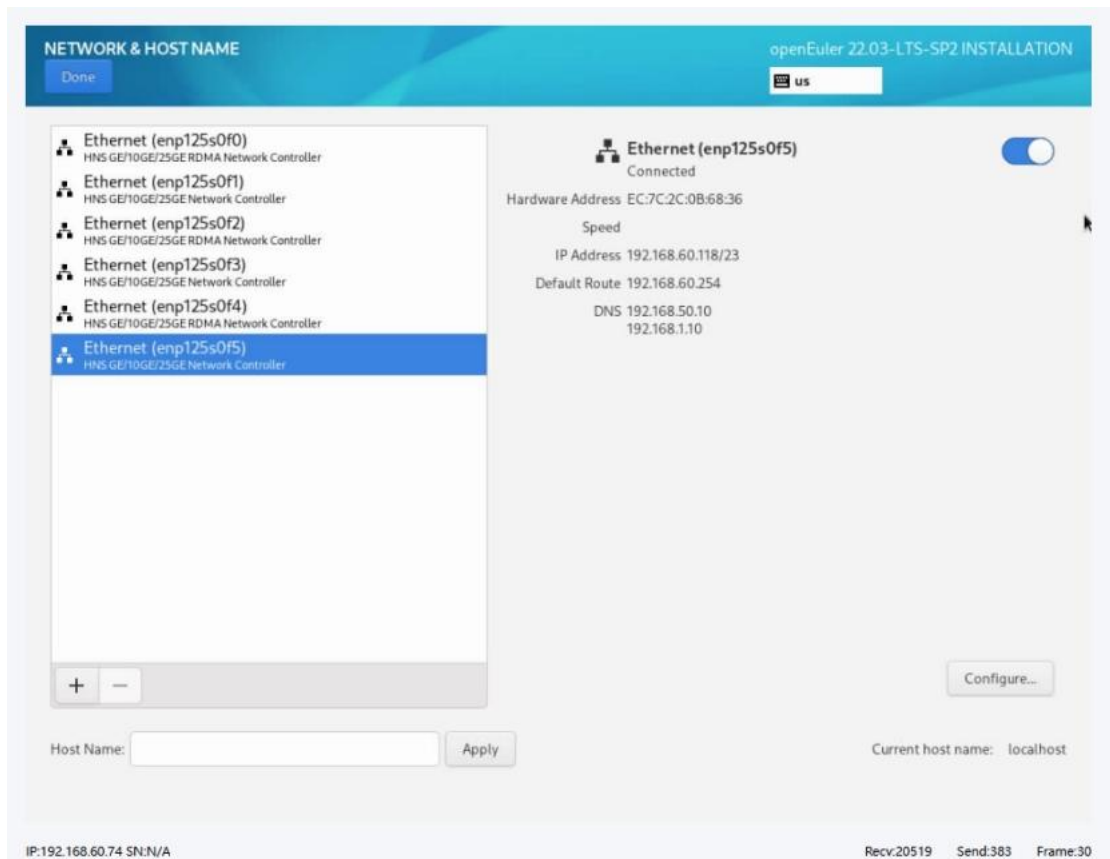 NETWORK & HOST NAME
openEuler 22.03-LTS-SP2 INSTALLATION
Done
us
Ethernet (enp125s0f0)
HNS GE/10GE/25GE RDMA Network Controller
Ethernet (enp125s0f1)
HNS GE/10GE/25GE Network Controller
Ethernet (enp125s0f2)
HNS GE/10GE/25GE RDMA Network Controller
Ethernet (enp125s0f3)
HNS GE/10GE/25GE Network Controller
Ethernet (enp125s0f4)
HNS GE/10GE/25GE RDMA Network Controller
Ethernet (enp125s0f5)
HNS GE/10GE/25GE Network Controller
Ethernet (enp125s0f5)
Connected
Hardware Address EC:7C:2C:0B:68:36
Speed
IP Address 192.168.60.118/23
Default Route 192.168.60.254
DNS 192.168.50.10
192.168.1.10
+ −
Configure...
Host Name:
Apply
Current host name: localhost
IP:192.168.60.74 SN:N/A
Recv:20519 Send:383 Frame:30